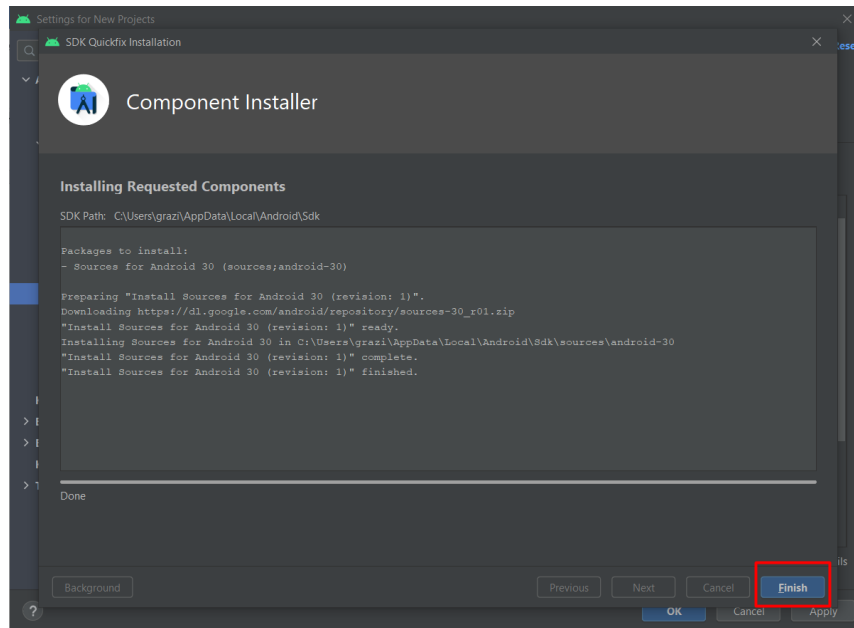 Settings for New Projects
SDK Quickfix Installation
Component Installer
Installing Requested Components
SDK Path: C:\Users\grazi\AppData\Local\Android\Sdk
Packages to install:
- Sources for Android 30 (sources;android-30)
Preparing "Install Sources for Android 30 (revision: 1)".
Downloading https://dl.google.com/android/repository/sources-30_r01.zip
"Install Sources for Android 30 (revision: 1)" ready.
Installing Sources for Android 30 in C:\Users\grazi\AppData\Local\Android\Sdk\sources\android-30
"Install Sources for Android 30 (revision: 1)" complete.
"Install Sources for Android 30 (revision: 1)" finished.
Done
Background Previous Next Cancel Finish
? OK Cancel Apply